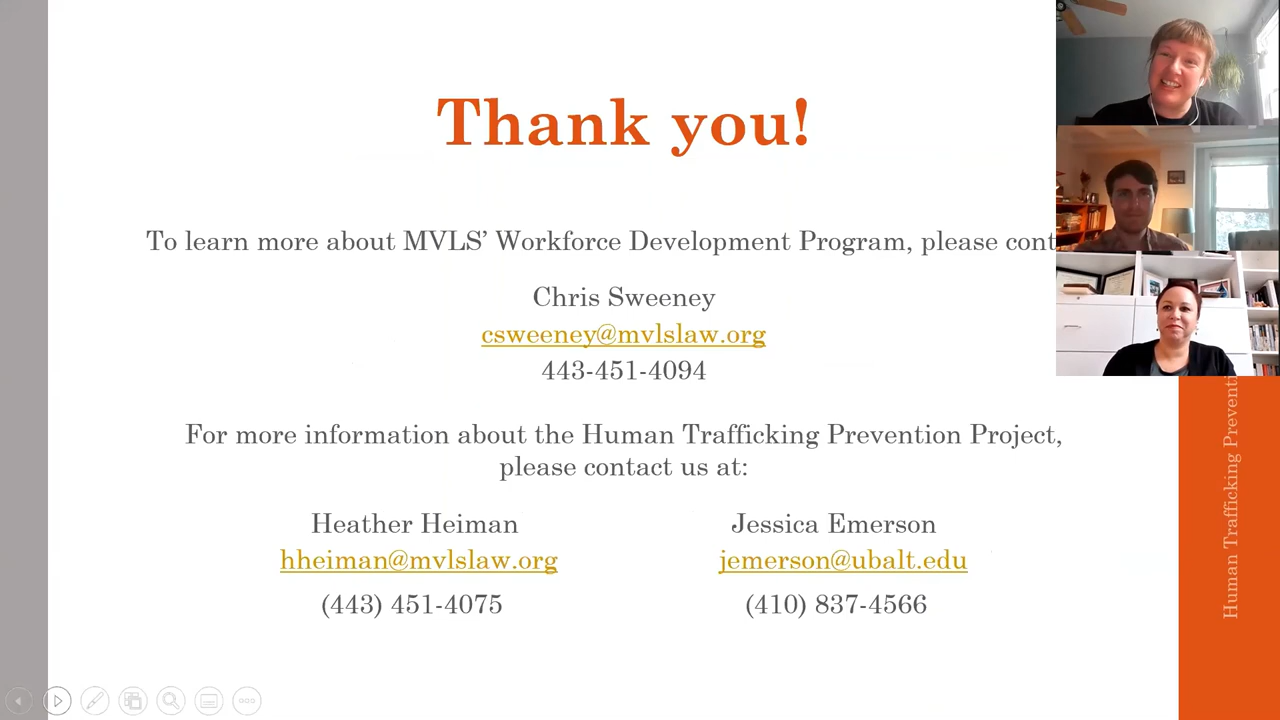 Thank you!
To learn more about MVLS’ Workforce Development Program, please cont
Chris Sweeney
csweeney@mvlslaw.org
443-451-4094
For more information about the Human Trafficking Prevention Project,
please contact us at:
Heather Heiman
hheiman@mvlslaw.org
(443) 451-4075
Jessica Emerson
jemerson@ubalt.edu
(410) 837-4566
Human Trafficking Preventi